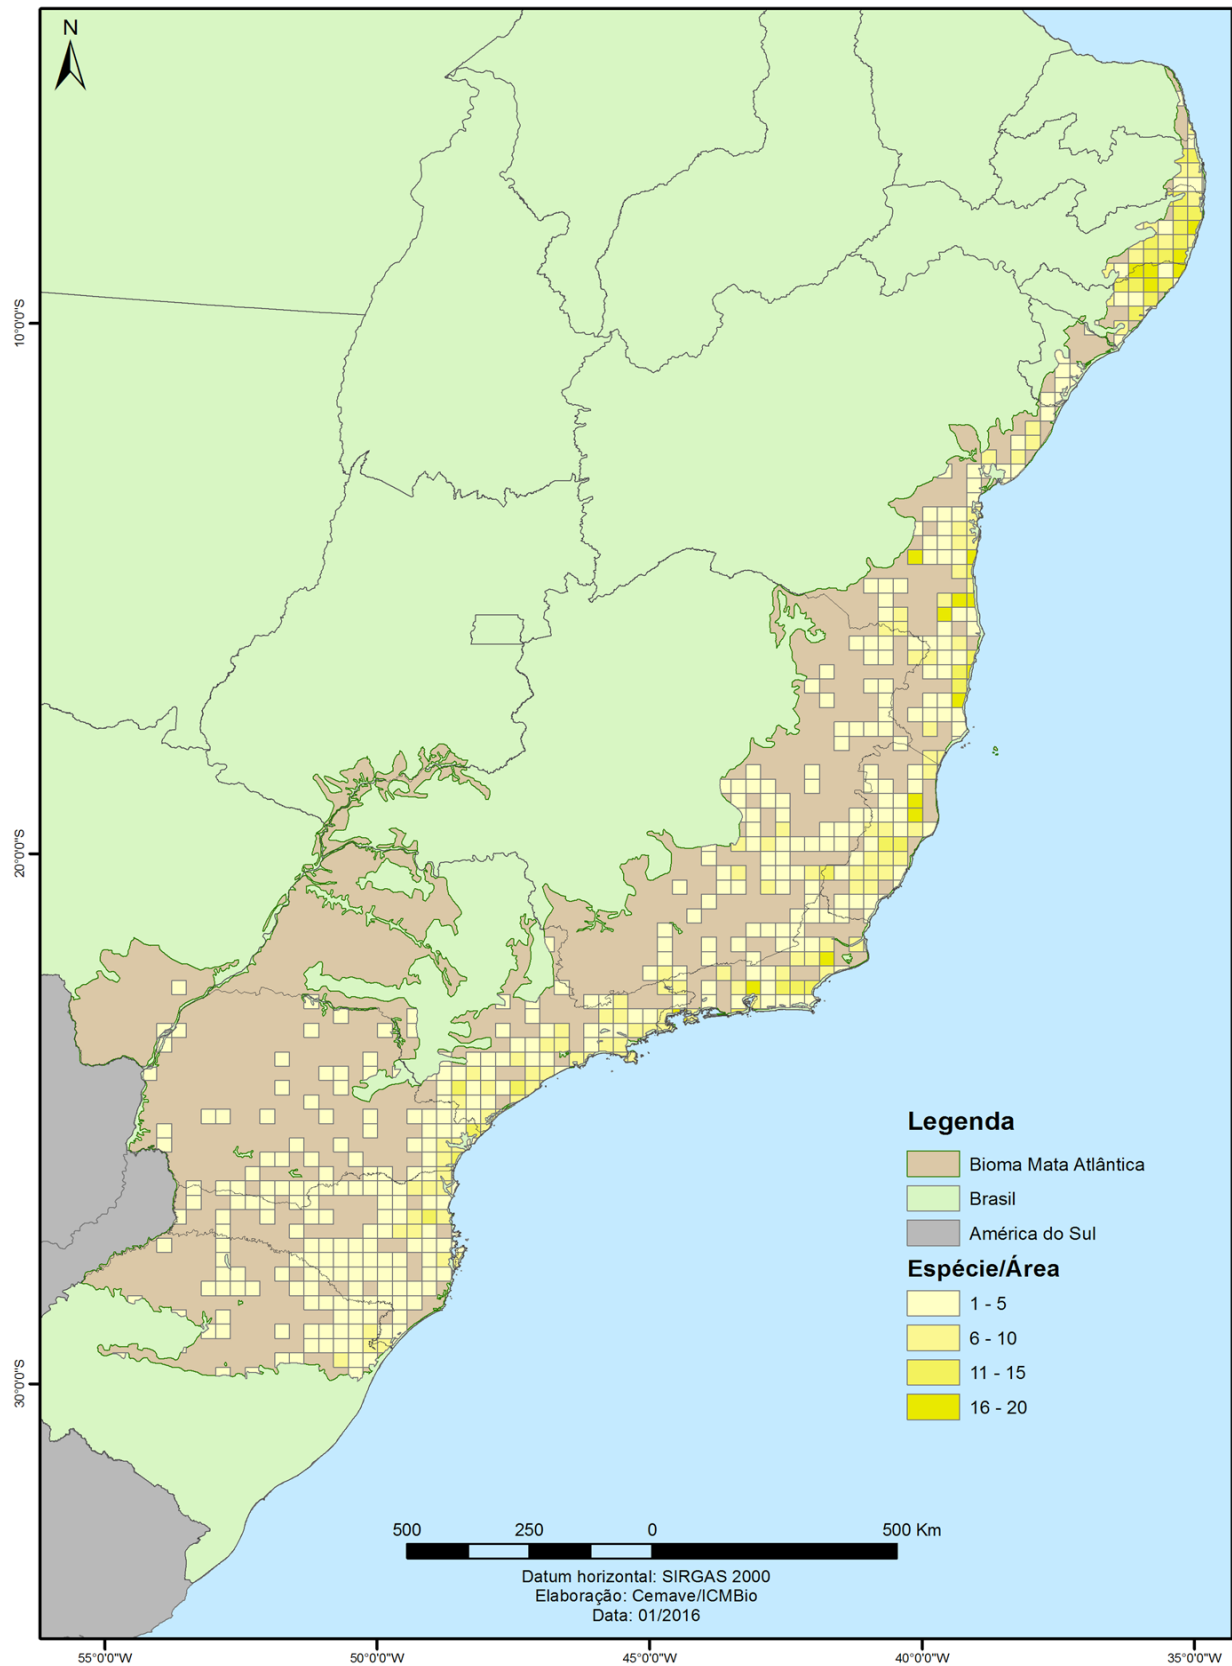 N
10°0'0"S
20°0'0"S
30°0'0"S
Legenda
Bioma Mata Atlântica
Brasil
América do Sul
Espécie/Área
1 - 5
6 - 10
11 - 15
16 - 20
500 250 0 500 Km
Datum horizontal: SIRGAS 2000
Elaboração: Cemave/ICMBio
Data: 01/2016
55°0'0"W 50°0'0"W 45°0'0"W 40°0'0"W 35°0'0"W